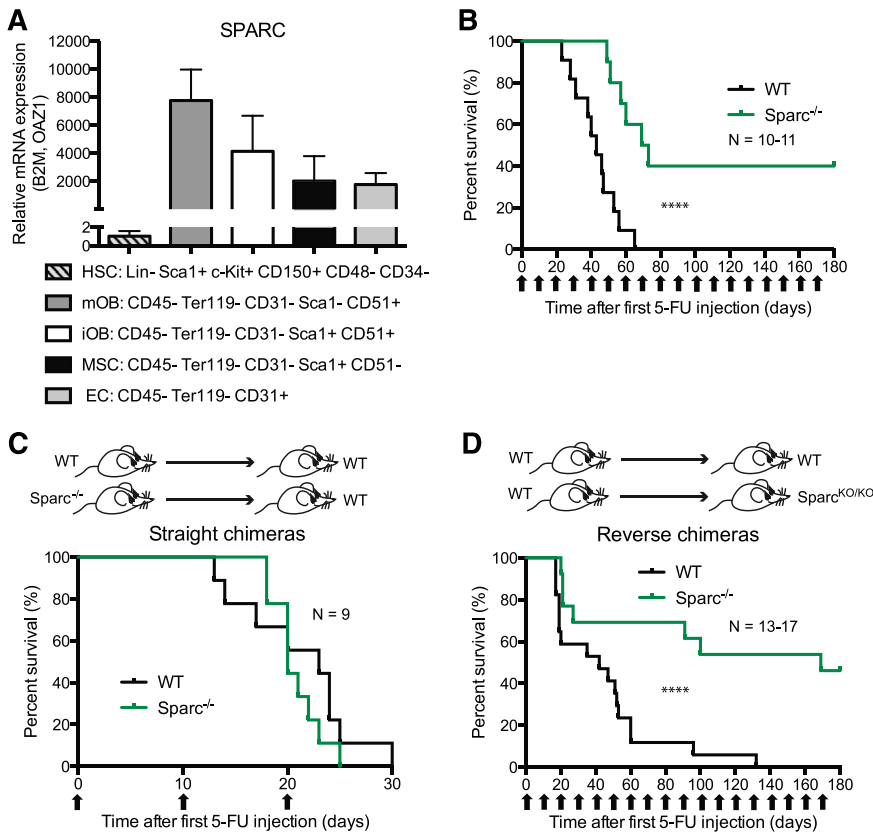 A
SPARC
Relative mRNA expression
(B2M, OAZ1)
12000
10000
8000
6000
4000
2000
2
0
HSC: Lin- Sca1+ c-Kit+ CD150+ CD48- CD34-
mOB: CD45- Ter119- CD31- Sca1- CD51+
iOB: CD45- Ter119- CD31- Sca1+ CD51+
MSC: CD45- Ter119- CD31- Sca1+ CD51-
EC: CD45- Ter119- CD31+
B
Percent survival (%)
100
80
60
40
20
0
WT
Sparc-/-
N = 10-11
****
0 20 40 60 80 100 120 140 160 180
Time after first 5-FU injection (days)
C
WT WT
Sparc-/- WT
Straight chimeras
Percent survival (%)
100
80
60
40
20
0
N = 9
WT
Sparc-/-
0 10 20 30
Time after first 5-FU injection (days)
D
WT WT
WT SparcKO/KO
Reverse chimeras
Percent survival (%)
100
80
60
40
20
0
WT
Sparc-/-
N = 13-17
****
0 20 40 60 80 100 120 140 160 180
Time after first 5-FU injection (days)